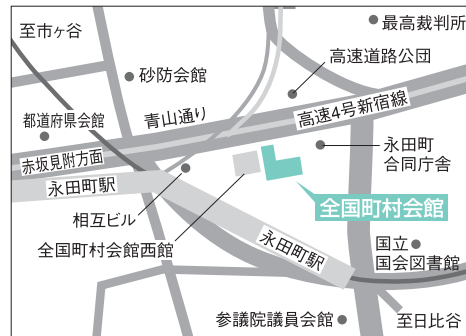 至市ヶ谷
最高裁判所
高速道路公団
砂防会館
青山通り
高速4号新宿線
都道府県会館
赤坂見附方面
永田町
合同庁舎
永田町駅
相互ビル
全国町村会館
全国町村会館西館
永田町駅
国立
国会図書館
参議院議員会館
至日比谷